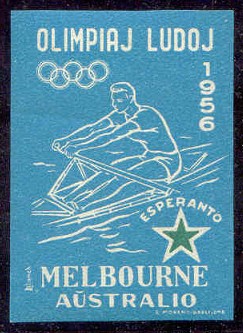 OLIMPIAJ LUDOJ
1956
ESPERANTO
MELBOURNE
AŬSTRALIO